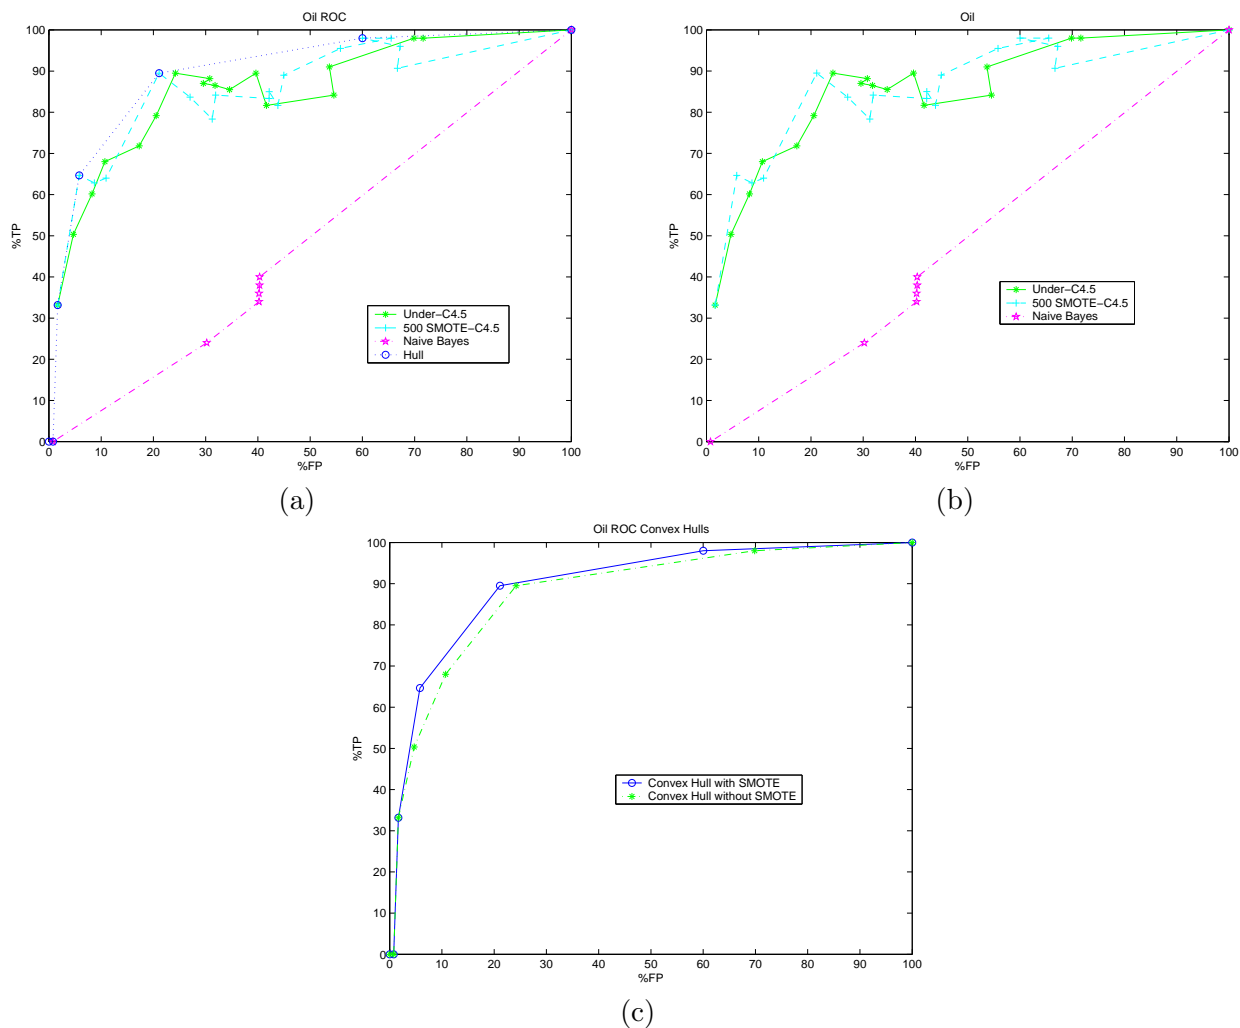 Oil ROC
100
90
80
70
60
50
40
30
20
10
0
%TP
0 10 20 30 40 50 60 70 80 90 100
%FP
Under-C4.5
500 SMOTE-C4.5
Naive Bayes
Hull
(a)
Oil
100
90
80
70
60
50
40
30
20
10
0
%TP
0 10 20 30 40 50 60 70 80 90 100
%FP
Under-C4.5
500 SMOTE-C4.5
Naive Bayes
(b)
Oil ROC Convex Hulls
100
90
80
70
60
50
40
30
20
10
0
%TP
0 10 20 30 40 50 60 70 80 90 100
%FP
Convex Hull with SMOTE
Convex Hull without SMOTE
(c)